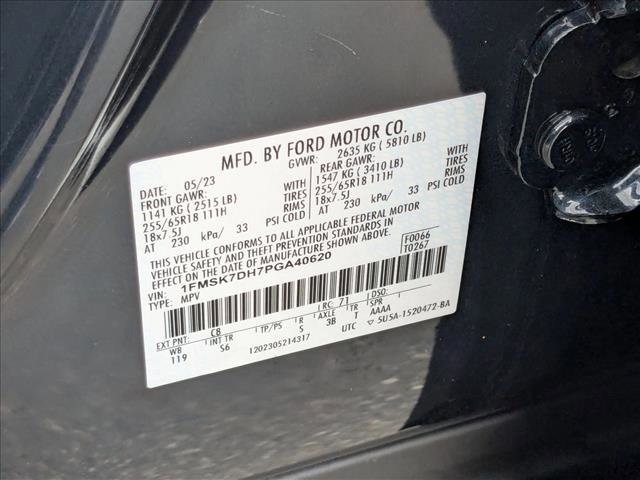 MFD. BY FORD MOTOR CO.
DATE: 05/23 GVWR: 2635 KG ( 5810 LB)
FRONT GAWR: WITH REAR GAWR: WITH
1141 KG ( 2515 LB) TIRES 1547 KG ( 3410 LB) TIRES
255/65R18 111H RIMS 255/65R18 111H RIMS
18x7.5J 18x7.5J
AT 230 kPa/ 33 PSI COLD AT 230 kPa/ 33 PSI COLD
THIS VEHICLE CONFORMS TO ALL APPLICABLE FEDERAL MOTOR
VEHICLE SAFETY AND THEFT PREVENTION STANDARDS IN
EFFECT ON THE DATE OF MANUFACTURE SHOWN ABOVE.
VIN: 1FMSK7DH7PGA40620 F0066
TYPE: MPV T0267
EXT PNT: C8 RC: 71 DSO:
WB INT TR TP/PS R AXLE TR SPR
119 S6 S 3B T AAAA
1202305214317 UTC 5U5A-1520472-BA